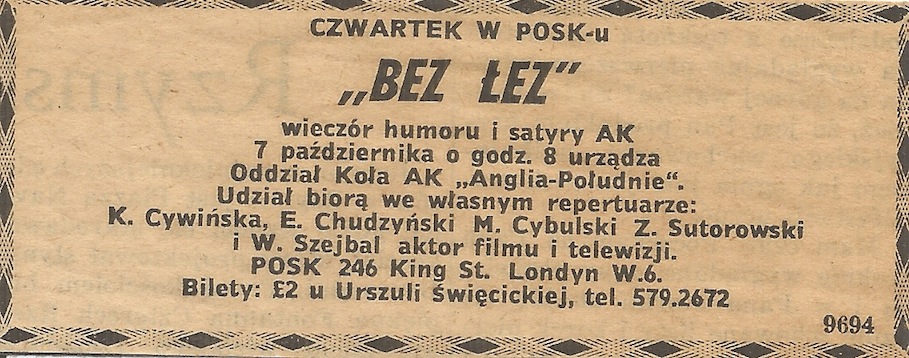 CZWARTEK W POSK-u
„BEZ ŁEZ”
wieczór humoru i satyry AK
7 października o godz. 8 urządza
Oddział Koła AK „Anglia-Południe“.
Udział biorą we własnym repertuarze:
K. Cywińska, E. Chudzyński M. Cybulski Z. Sutorowski
i W. Szejbal aktor filmu i telewizji.
POSK 246 King St. Londyn W.6.
Bilety: £2 u Urszuli Święcickiej, tel. 579.2672
9694